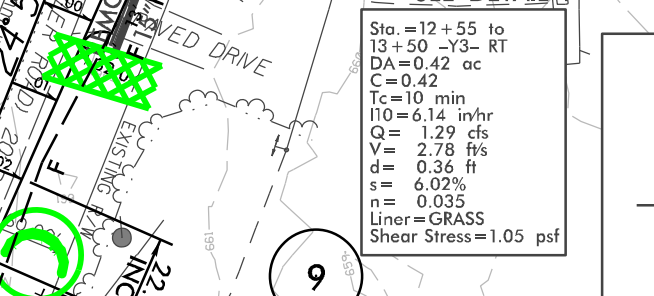 VED DRIVE
Sta.=12+55 to
13+50 -Y3- RT
DA=0.42 ac
C=0.42
Tc=10 min
I10=6.14 in/hr
Q= 1.29 cfs
V= 2.78 ft/s
d= 0.36 ft
s= 6.02%
n= 0.035
Liner=GRASS
Shear Stress=1.05 psf
EXISTING R/W
F
661
659
9
22.
INC